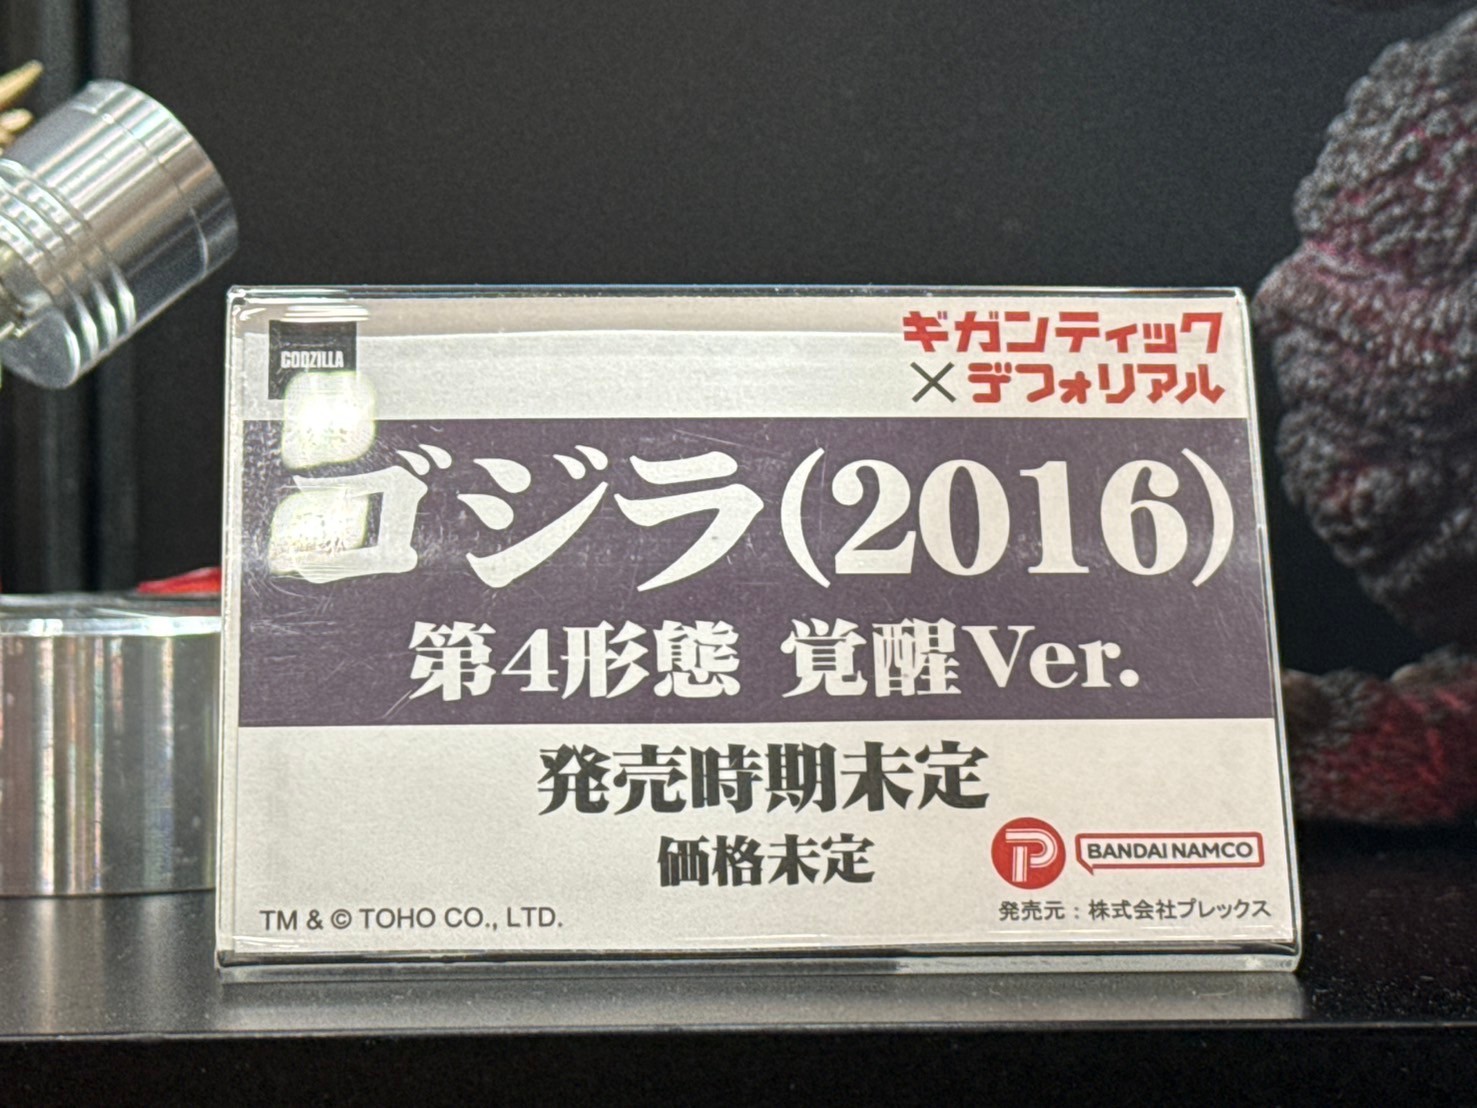 GODZILLA
ギガンティック
×デフォリアル
ゴジラ(2016)
第4形態 覚醒Ver.
発売時期未定
価格未定
BANDAI NAMCO
TM & © TOHO CO., LTD.
発売元：株式会社プレックス